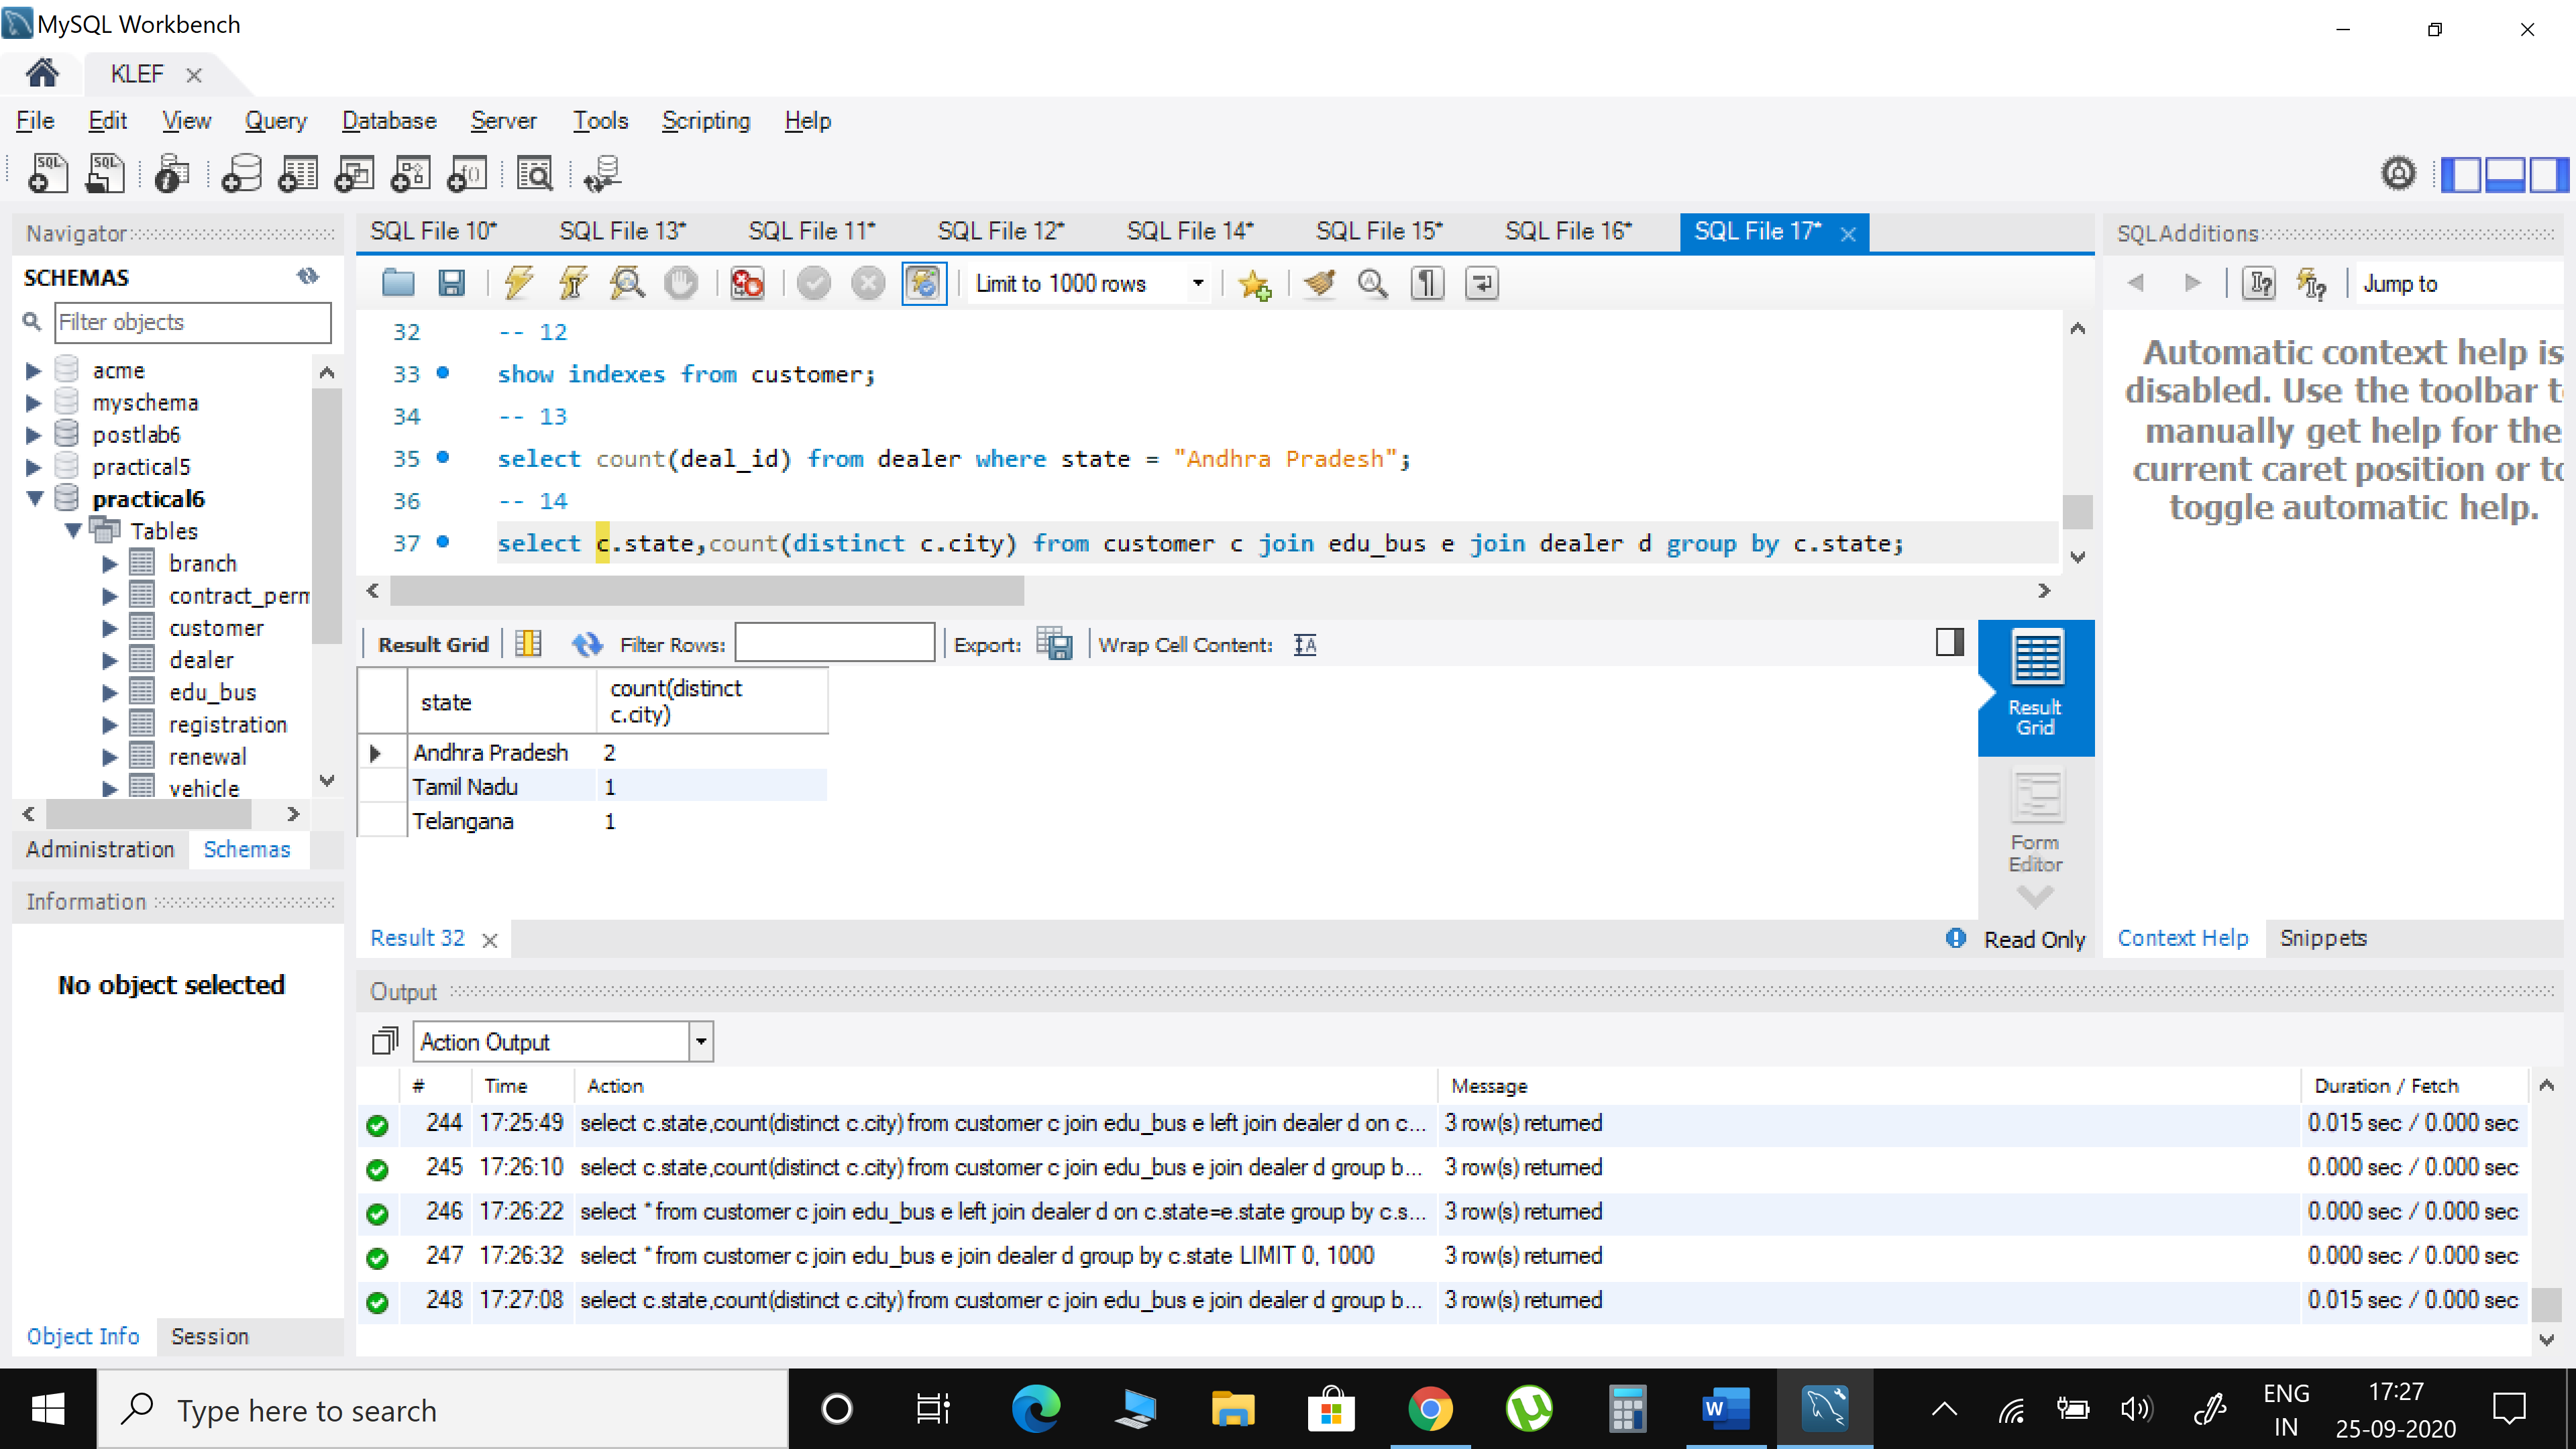 MySQL Workbench
KLEF
File Edit View Query Database Server Tools Scripting Help
Navigator
SCHEMAS
Filter objects
acme
myschema
postlab6
practical5
practical6
Tables
branch
contract_perm
customer
dealer
edu_bus
registration
renewal
vehicle
Administration Schemas
Information
No object selected
Object Info Session
SQL File 10* SQL File 13* SQL File 11* SQL File 12* SQL File 14* SQL File 15* SQL File 16* SQL File 17*
Limit to 1000 rows
32 -- 12
33 show indexes from customer;
34 -- 13
35 select count(deal_id) from dealer where state = "Andhra Pradesh";
36 -- 14
37 select c.state,count(distinct c.city) from customer c join edu_bus e join dealer d group by c.state;
Result Grid Filter Rows: Export: Wrap Cell Content:
state count(distinct
c.city)
Andhra Pradesh 2
Tamil Nadu 1
Telangana 1
Result
Grid
Form
Editor
Result 32
Read Only
SQLAdditions
Jump to
Automatic context help is
disabled. Use the toolbar t
manually get help for the
current caret position or to
toggle automatic help.
Context Help Snippets
Output
Action Output
# Time Action Message Duration / Fetch
244 17:25:49 select c.state,count(distinct c.city) from customer c join edu_bus e left join dealer d on c... 3 row(s) returned 0.015 sec / 0.000 sec
245 17:26:10 select c.state,count(distinct c.city) from customer c join edu_bus e join dealer d group b... 3 row(s) returned 0.000 sec / 0.000 sec
246 17:26:22 select * from customer c join edu_bus e left join dealer d on c.state=e.state group by c.s... 3 row(s) returned 0.000 sec / 0.000 sec
247 17:26:32 select * from customer c join edu_bus e join dealer d group by c.state LIMIT 0, 1000 3 row(s) returned 0.000 sec / 0.000 sec
248 17:27:08 select c.state,count(distinct c.city) from customer c join edu_bus e join dealer d group b... 3 row(s) returned 0.015 sec / 0.000 sec
Type here to search
ENG
IN
17:27
25-09-2020